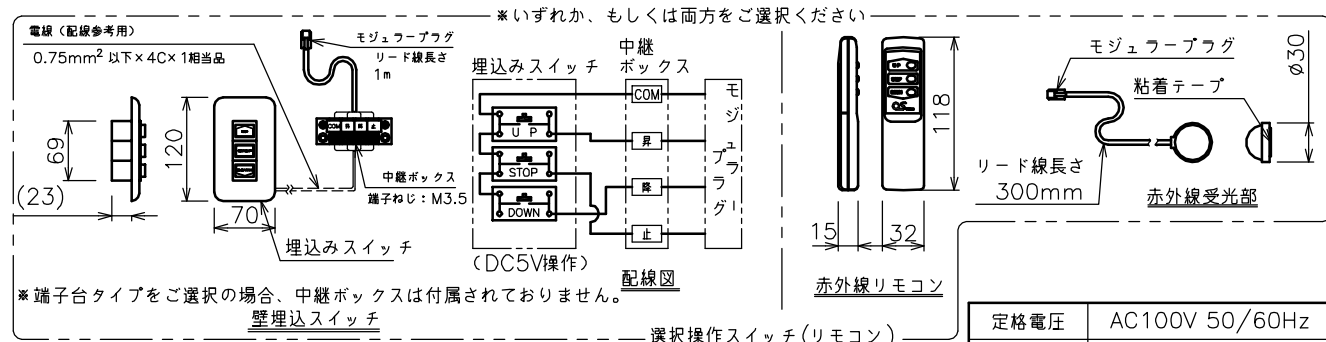 ※いずれか、もしくは両方をご選択ください
電線（配線参考用）
0.75mm² 以下×4C×1相当品
モジュラープラグ
リード線長さ
1m
69
(23)
120
70
COM 昇 降 止
中継ボックス
端子ねじ：M3.5
埋込みスイッチ
※端子台タイプをご選択の場合、中継ボックスは付属されておりません。
壁埋込スイッチ
埋込みスイッチ
中継
ボックス
UP
STOP
DOWN
COM
昇
降
止
モジュラープラグ
(DC5V操作)
配線図
118
15
32
赤外線リモコン
モジュラープラグ
粘着テープ
ø30
リード線長さ
300mm
赤外線受光部
選択操作スイッチ(リモコン)
定格電圧 AC100V 50/60Hz